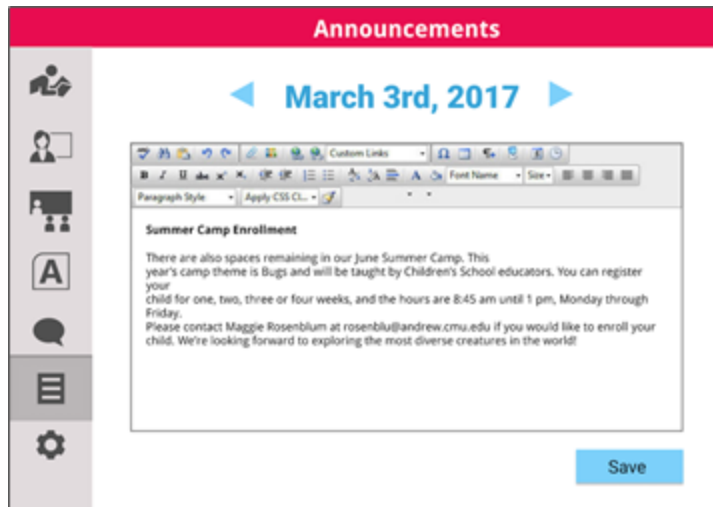 Announcements
March 3rd, 2017
Custom Links
Font Name
Size
Paragraph Style
Apply CSS Cl...
Summer Camp Enrollment
There are also spaces remaining in our June Summer Camp. This
year's camp theme is Bugs and will be taught by Children's School educators. You can register
your
child for one, two, three or four weeks, and the hours are 8:45 am until 1 pm, Monday through
Friday.
Please contact Maggie Rosenblum at rosenblu@andrew.cmu.edu if you would like to enroll your
child. We're looking forward to exploring the most diverse creatures in the world!
A
Save